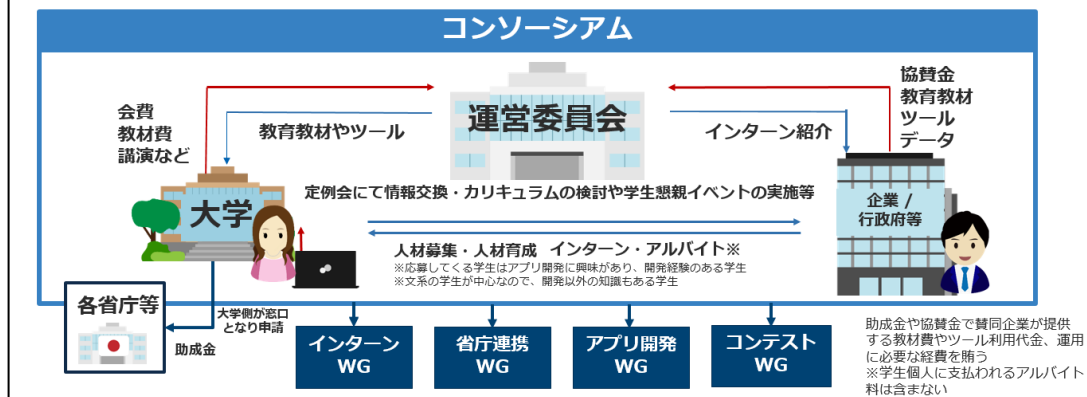 コンソーシアム
会費
教材費
講演など
教育教材やツール
運営委員会
インターン紹介
協賛金
教育教材
ツール
データ
定例会にて情報交換・カリキュラムの検討や学生懇親イベントの実施等
大学
企業 /
行政府等
人材募集・人材育成 インターン・アルバイト※
※応募してくる学生はアプリ開発に興味があり、開発経験のある学生
※文系の学生が中心なので、開発以外の知識もある学生
各省庁等
大学側が窓口
となり申請
助成金
インターン
WG
省庁連携
WG
アプリ開発
WG
コンテスト
WG
助成金や協賛金で賛同企業が提供
する教材費やツール利用代金、運用
に必要な経費を賄う
※学生個人に支払われるアルバイト
料は含まない